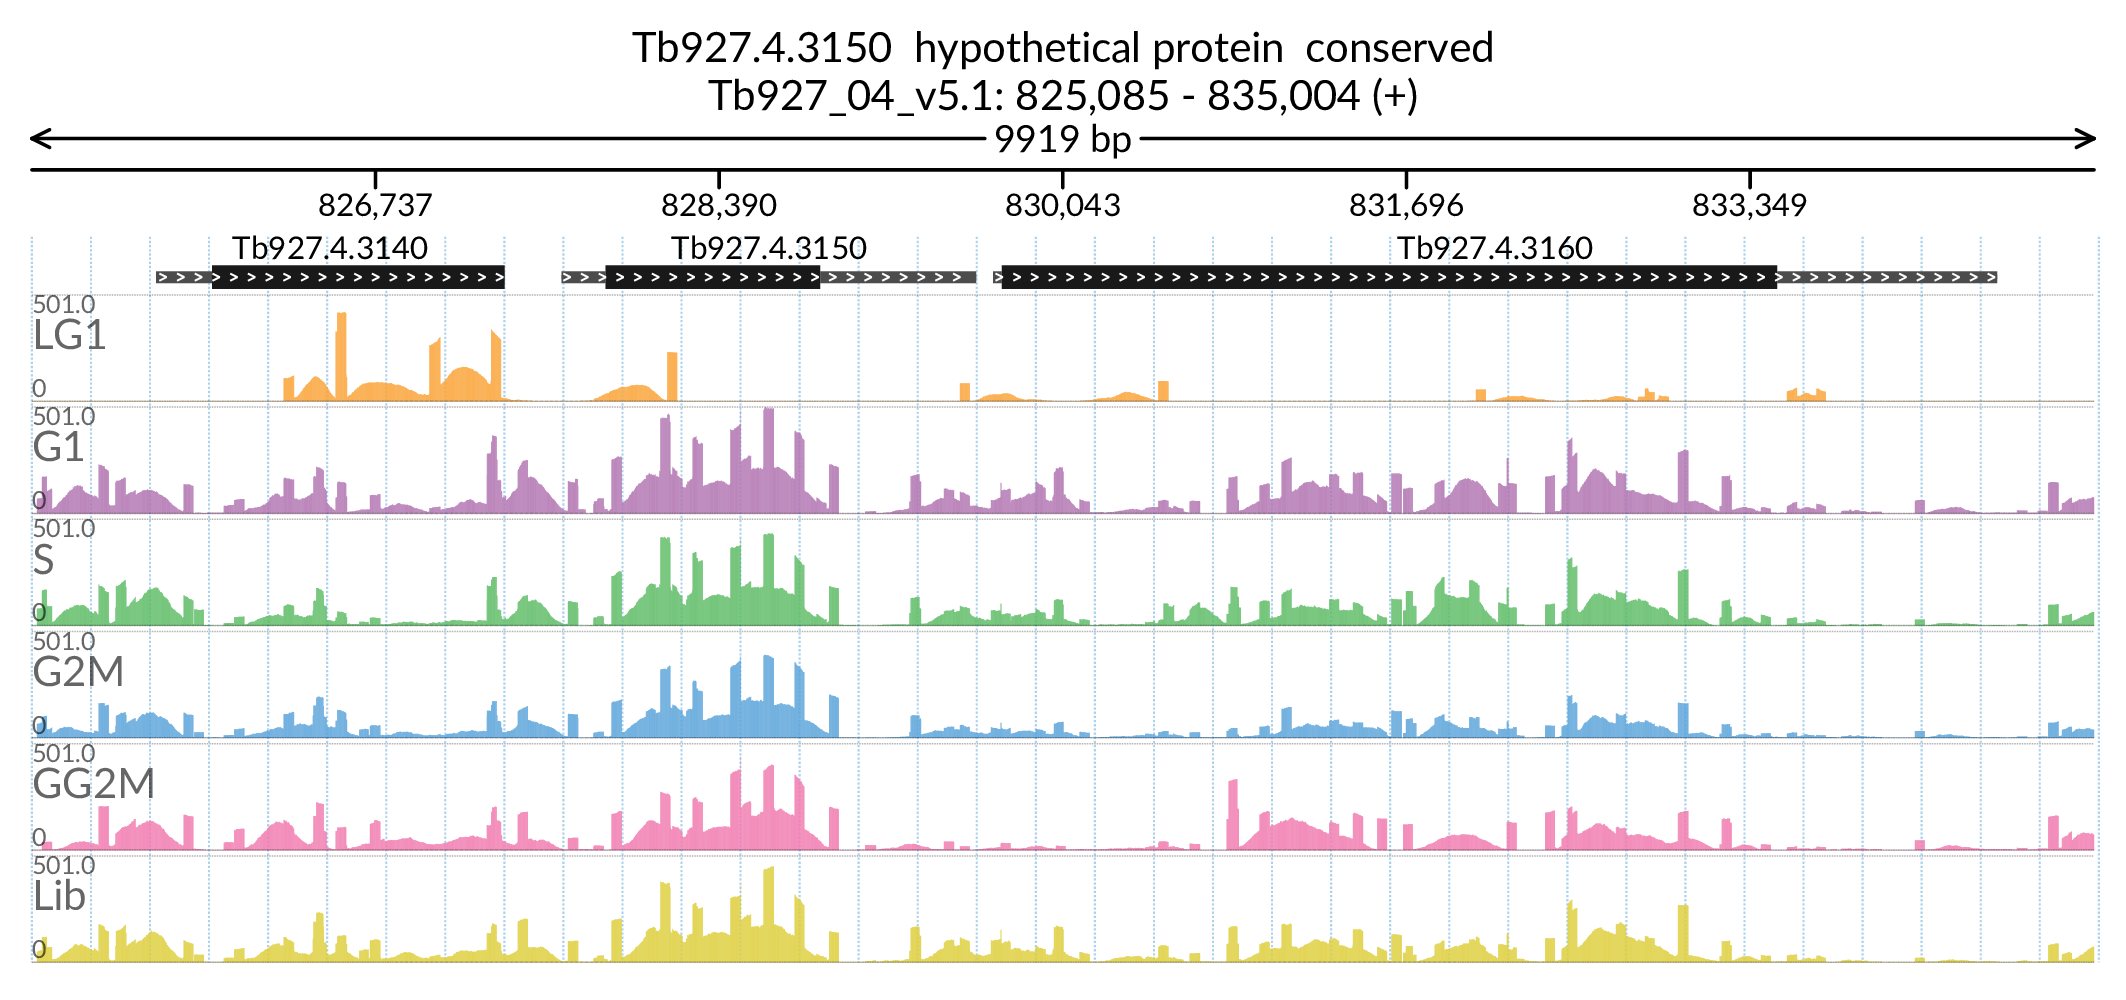 Tb927.4.3150 hypothetical protein conserved
Tb927_04_v5.1: 825,085 - 835,004 (+)
9919 bp
826,737 828,390 830,043 831,696 833,349
Tb927.4.3140 Tb927.4.3150 Tb927.4.3160
501.0
LG1
0
501.0
G1
0
501.0
S
0
501.0
G2M
0
501.0
GG2M
0
501.0
Lib
0